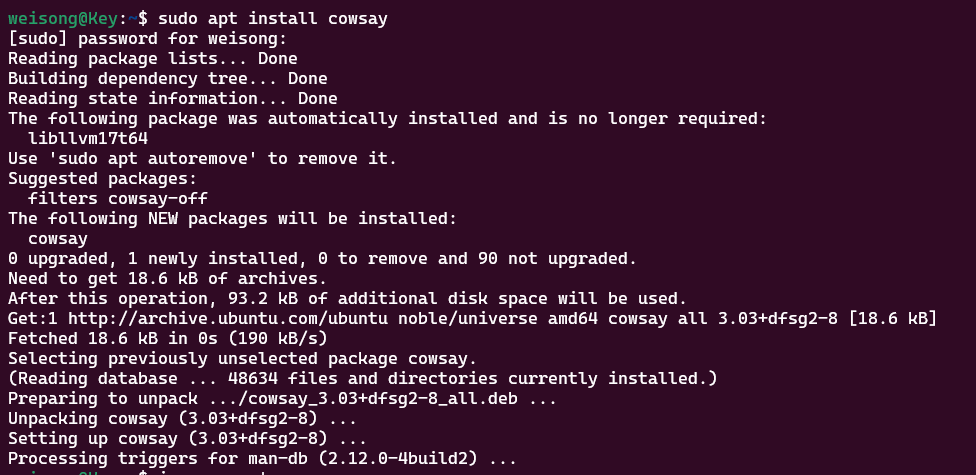 weisong@Key:~$ sudo apt install cowsay
[sudo] password for weisong:
Reading package lists... Done
Building dependency tree... Done
Reading state information... Done
The following package was automatically installed and is no longer required:
  libllvm17t64
Use 'sudo apt autoremove' to remove it.
Suggested packages:
  filters cowsay-off
The following NEW packages will be installed:
  cowsay
0 upgraded, 1 newly installed, 0 to remove and 90 not upgraded.
Need to get 18.6 kB of archives.
After this operation, 93.2 kB of additional disk space will be used.
Get:1 http://archive.ubuntu.com/ubuntu noble/universe amd64 cowsay all 3.03+dfsg2-8 [18.6 kB]
Fetched 18.6 kB in 0s (190 kB/s)
Selecting previously unselected package cowsay.
(Reading database ... 48634 files and directories currently installed.)
Preparing to unpack .../cowsay_3.03+dfsg2-8_all.deb ...
Unpacking cowsay (3.03+dfsg2-8) ...
Setting up cowsay (3.03+dfsg2-8) ...
Processing triggers for man-db (2.12.0-4build2) ...